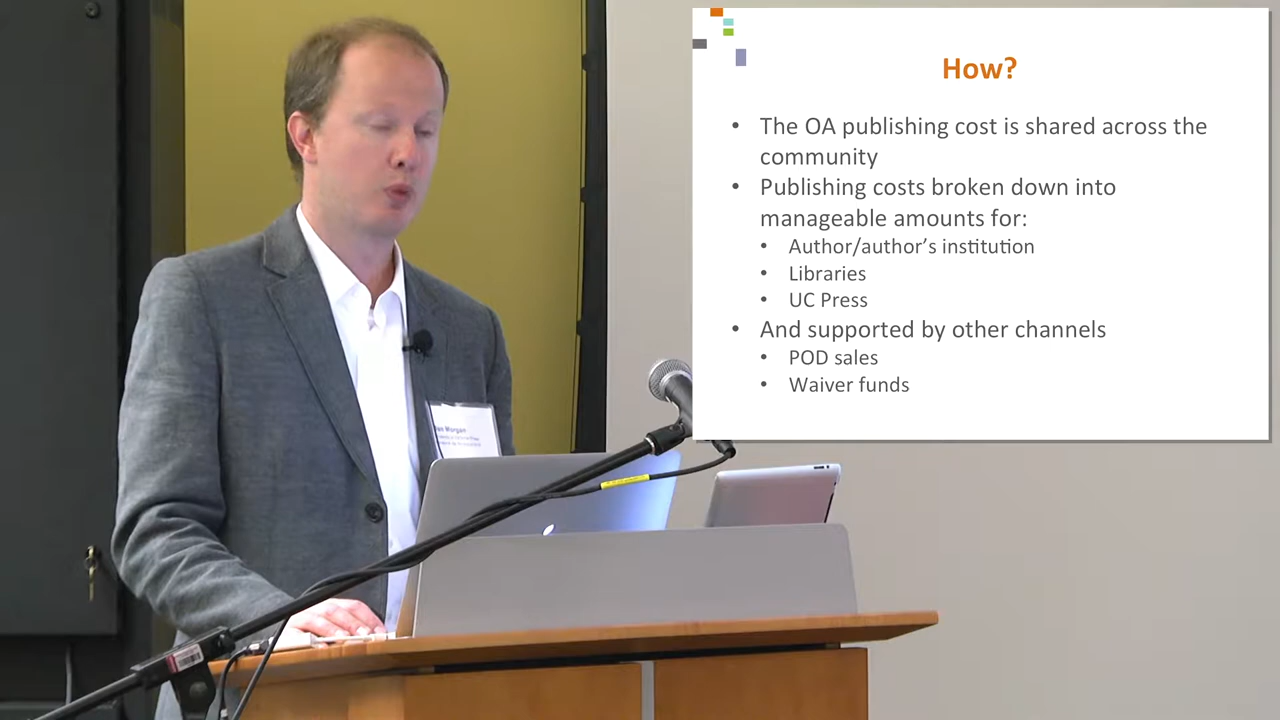 How?
• The OA publishing cost is shared across the
community
• Publishing costs broken down into
manageable amounts for:
• Author/author's institution
• Libraries
• UC Press
• And supported by other channels
• POD sales
• Waiver funds
Morgan